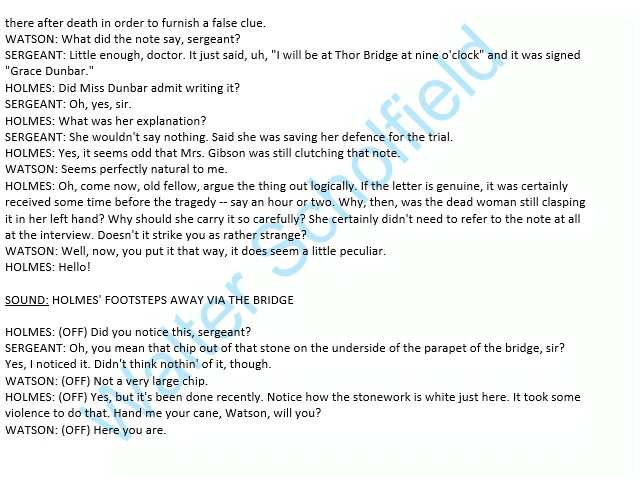 there after death in order to furnish a false clue.
WATSON: What did the note say, sergeant?
SERGEANT: Little enough, doctor. It just said, uh, "I will be at Thor Bridge at nine o'clock" and it was signed
"Grace Dunbar."
HOLMES: Did Miss Dunbar admit writing it?
SERGEANT: Oh, yes, sir.
HOLMES: What was her explanation?
SERGEANT: She wouldn't say nothing. Said she was saving her defence for the trial.
HOLMES: Yes, it seems odd that Mrs. Gibson was still clutching that note.
WATSON: Seems perfectly natural to me.
HOLMES: Oh, come now, old fellow, argue the thing out logically. If the letter is genuine, it was certainly
received some time before the tragedy -- say an hour or two. Why, then, was the dead woman still clasping
it in her left hand? Why should she carry it so carefully? She certainly didn't need to refer to the note at all
at the interview. Doesn't it strike you as rather strange?
WATSON: Well, now, you put it that way, it does seem a little peculiar.
HOLMES: Hello!
SOUND: HOLMES' FOOTSTEPS AWAY VIA THE BRIDGE
HOLMES: (OFF) Did you notice this, sergeant?
SERGEANT: Oh, you mean that chip out of that stone on the underside of the parapet of the bridge, sir?
Yes, I noticed it. Didn't think nothin' of it, though.
WATSON: (OFF) Not a very large chip.
HOLMES: (OFF) Yes, but it's been done recently. Notice how the stonework is white just here. It took some
violence to do that. Hand me your cane, Watson, will you?
WATSON: (OFF) Here you are.
Walter Scholfield